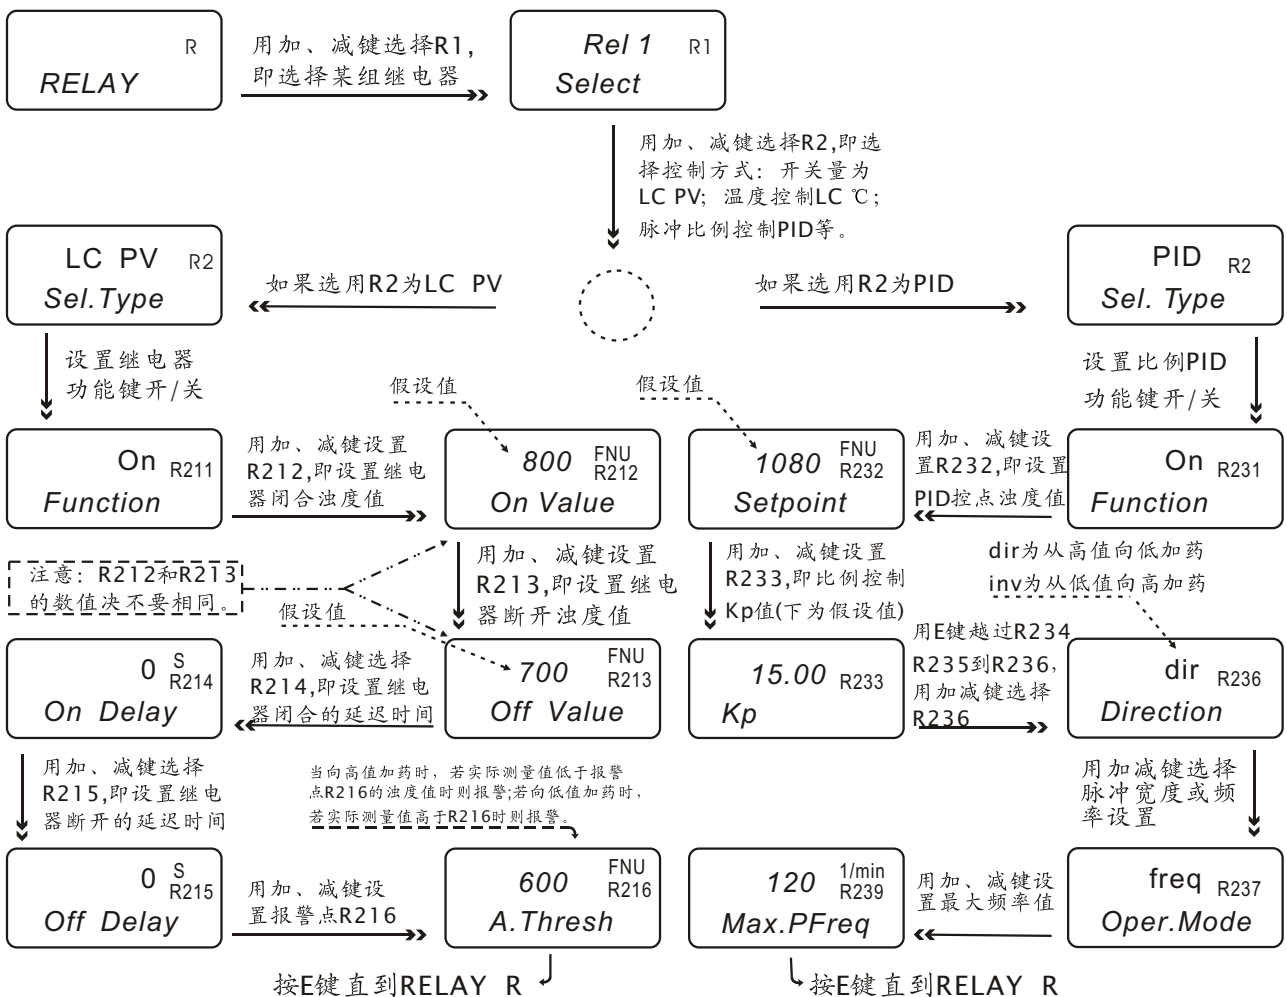 R
RELAY
用加、减键选择R1,
即选择某组继电器
Rel 1 R1
Select
用加、减键选择R2,即选
择控制方式：开关量为
LC PV；温度控制LC ℃；
脉冲比例控制PID等。
LC PV R2
Sel.Type
如果选用R2为LC PV
如果选用R2为PID
PID R2
Sel. Type
设置继电器
功能键开/关
假设值
假设值
设置比例PID
功能键开/关
On R211
Function
用加、减键设置
R212,即设置继电
器闭合浊度值
800 FNU
R212
On Value
1080 FNU
R232
Setpoint
用加、减键设
置R232,即设置
PID控点浊度值
On R231
Function
注意：R212和R213
的数值决不要相同。
假设值
用加、减键设置
R213,即设置继电
器断开浊度值
用加、减键设置
R233,即比例控制
Kp值(下为假设值)
dir为从高值向低加药
inv为从低值向高加药
0 S
R214
On Delay
用加、减键选择
R214,即设置继电
器闭合的延迟时间
700 FNU
R213
Off Value
15.00 R233
Kp
用E键越过R234
R235到R236，
用加减键选择
R236
dir R236
Direction
用加、减键选择
R215,即设置继电
器断开的延迟时间
当向高值加药时，若实际测量值低于报警
点R216的浊度值时则报警;若向低值加药时，
若实际测量值高于R216时则报警。
用加减键选择
脉冲宽度或频
率设置
0 S
R215
Off Delay
用加、减键设
置报警点R216
600 FNU
R216
A.Thresh
120 1/min
R239
Max.PFreq
用加、减键设
置最大频率值
freq R237
Oper.Mode
按E键直到RELAY R
按E键直到RELAY R